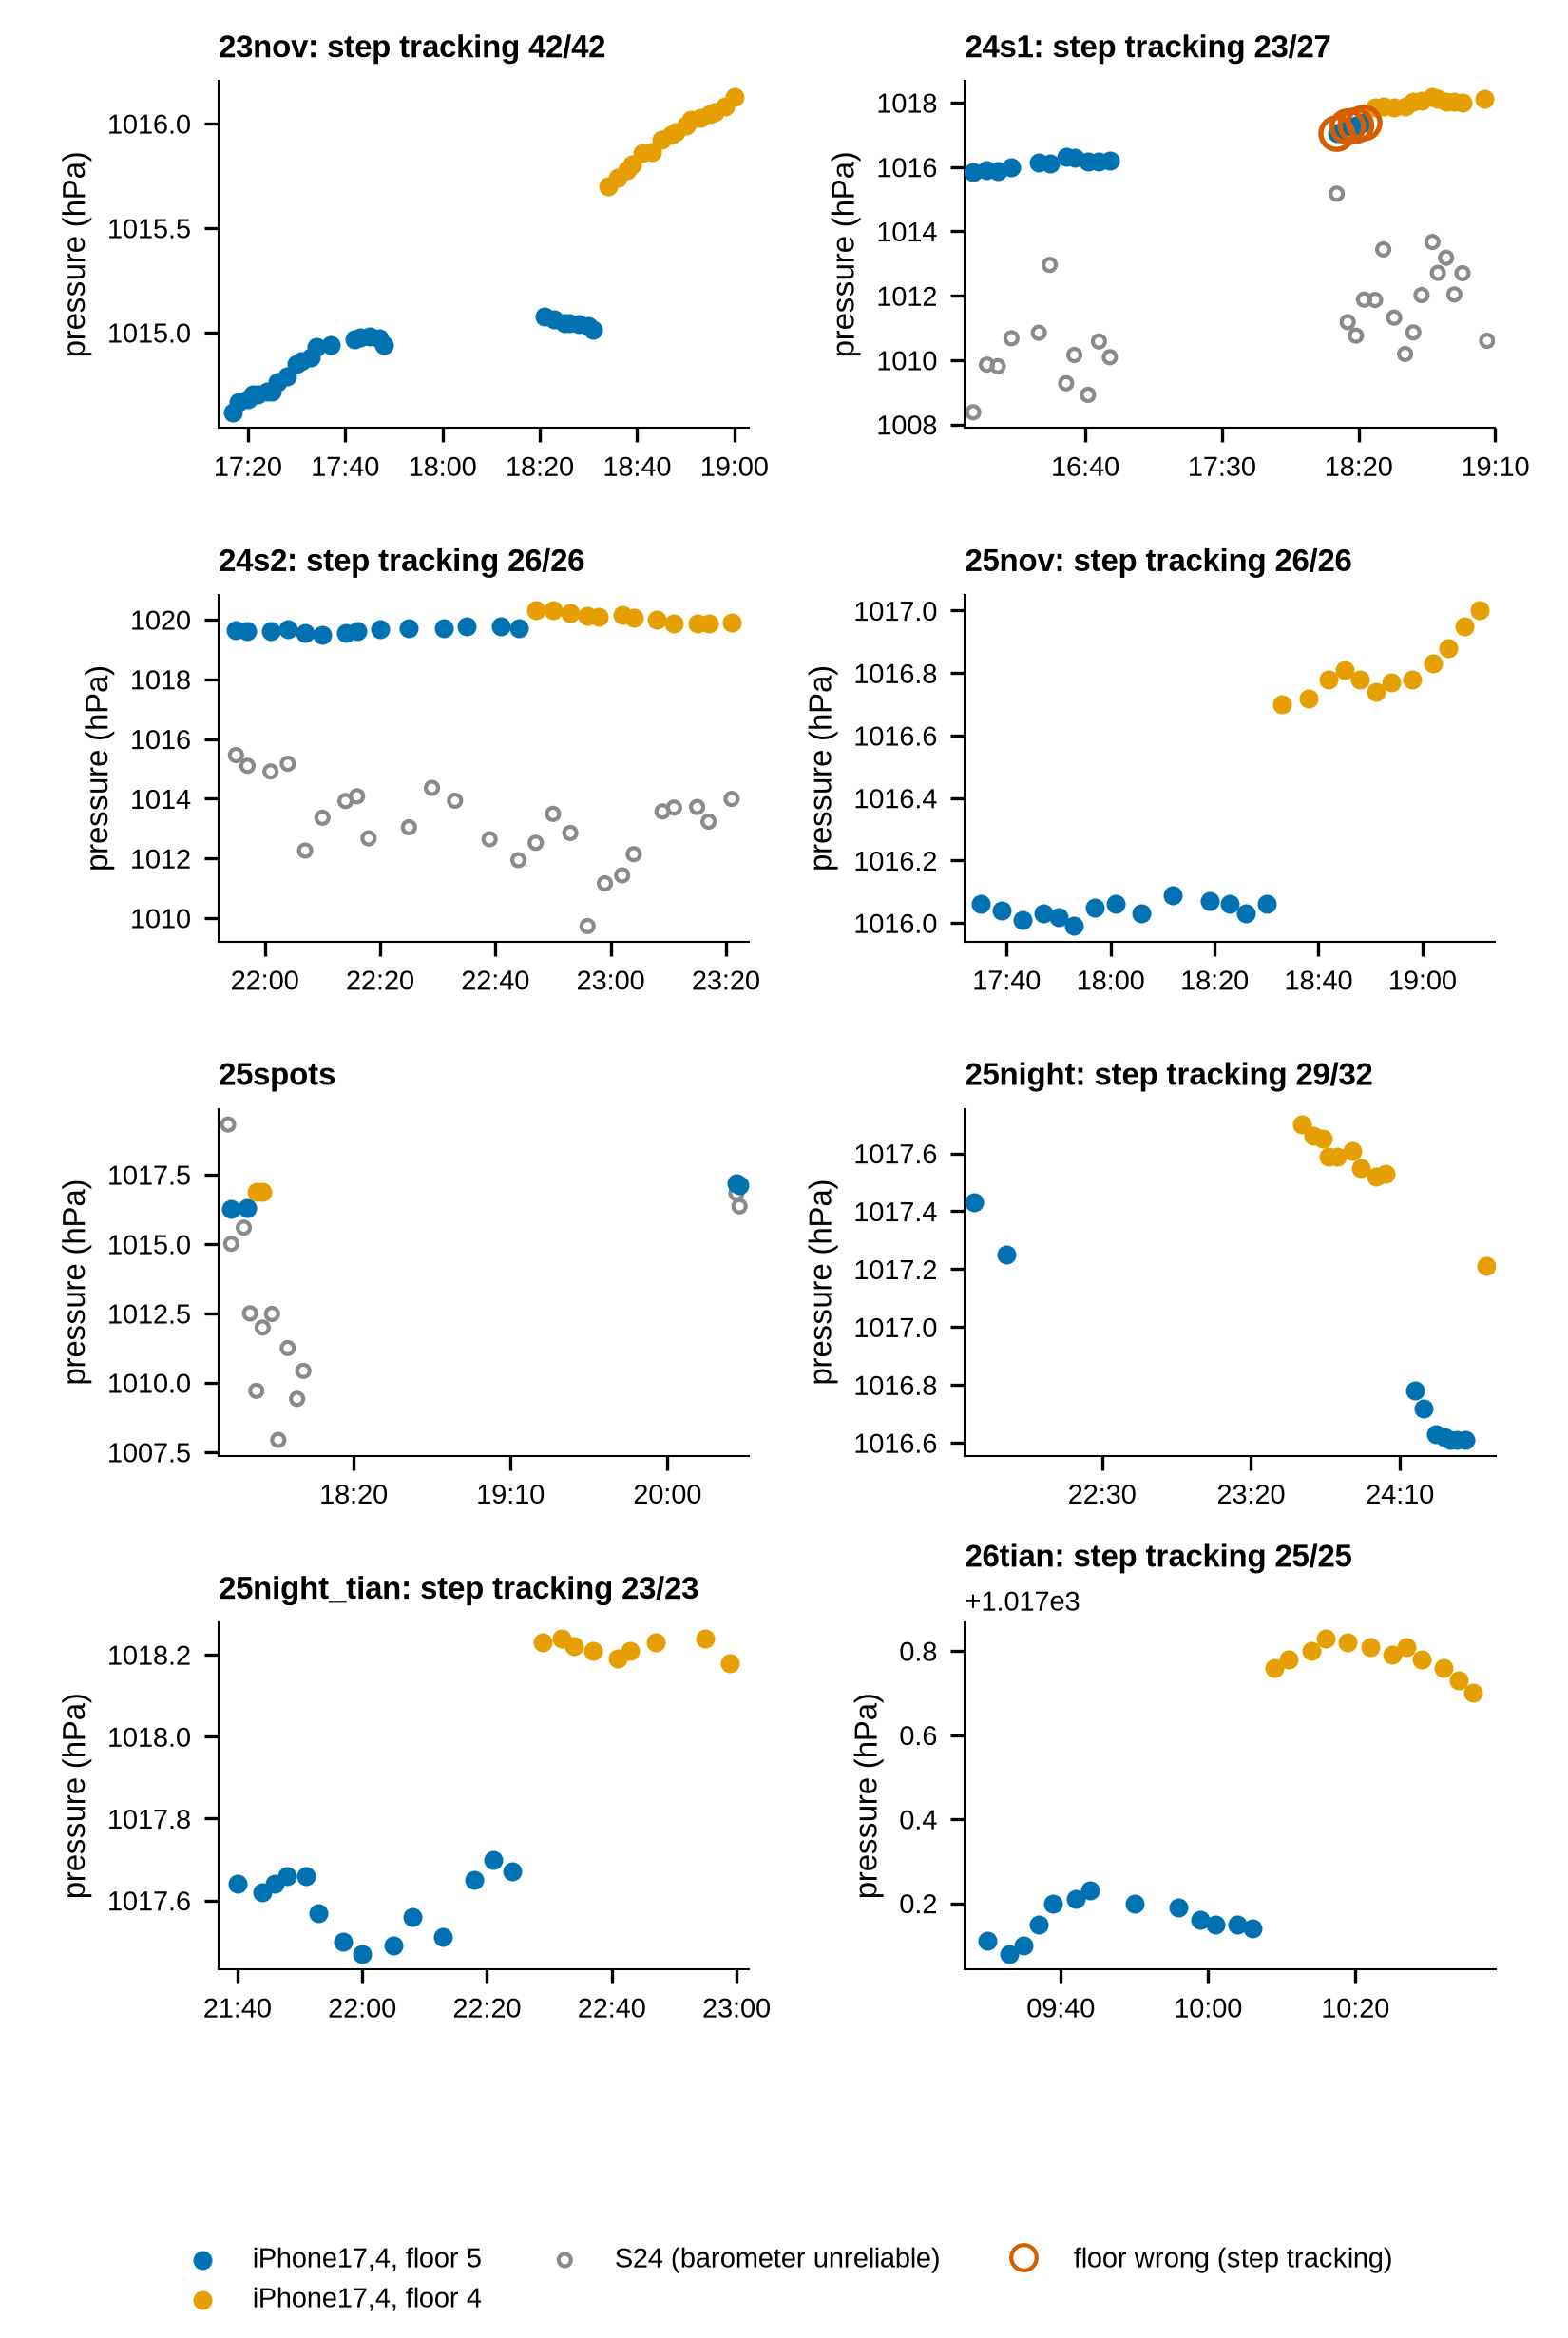 23nov: step tracking 42/42
24s1: step tracking 23/27
pressure (hPa)
1016.0
1015.5
1015.0
17:20 17:40 18:00 18:20 18:40 19:00
pressure (hPa)
1018
1016
1014
1012
1010
1008
16:40 17:30 18:20 19:10
24s2: step tracking 26/26
25nov: step tracking 26/26
pressure (hPa)
1020
1018
1016
1014
1012
1010
22:00 22:20 22:40 23:00 23:20
pressure (hPa)
1017.0
1016.8
1016.6
1016.4
1016.2
1016.0
17:40 18:00 18:20 18:40 19:00
25spots
25night: step tracking 29/32
pressure (hPa)
1017.5
1015.0
1012.5
1010.0
1007.5
18:20 19:10 20:00
pressure (hPa)
1017.6
1017.4
1017.2
1017.0
1016.8
1016.6
22:30 23:20 24:10
25night_tian: step tracking 23/23
26tian: step tracking 25/25
+1.017e3
pressure (hPa)
1018.2
1018.0
1017.8
1017.6
21:40 22:00 22:20 22:40 23:00
pressure (hPa)
0.8
0.6
0.4
0.2
09:40 10:00 10:20
iPhone17,4, floor 5
iPhone17,4, floor 4
S24 (barometer unreliable)
floor wrong (step tracking)